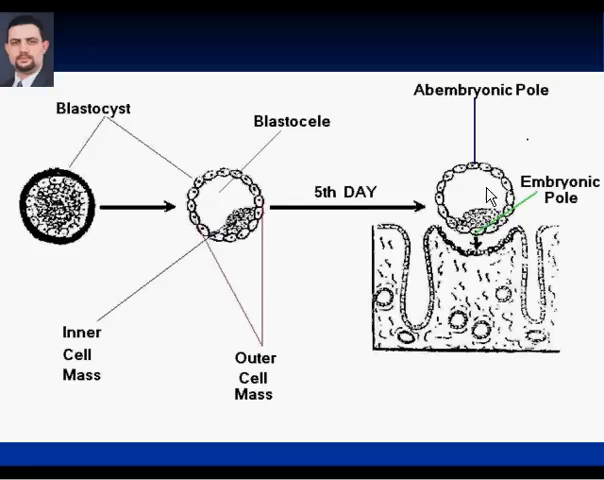 Abembryonic Pole
Blastocyst
Blastocele
5th DAY
Embryonic
Pole
Inner
Cell
Mass
Outer
Cell
Mass